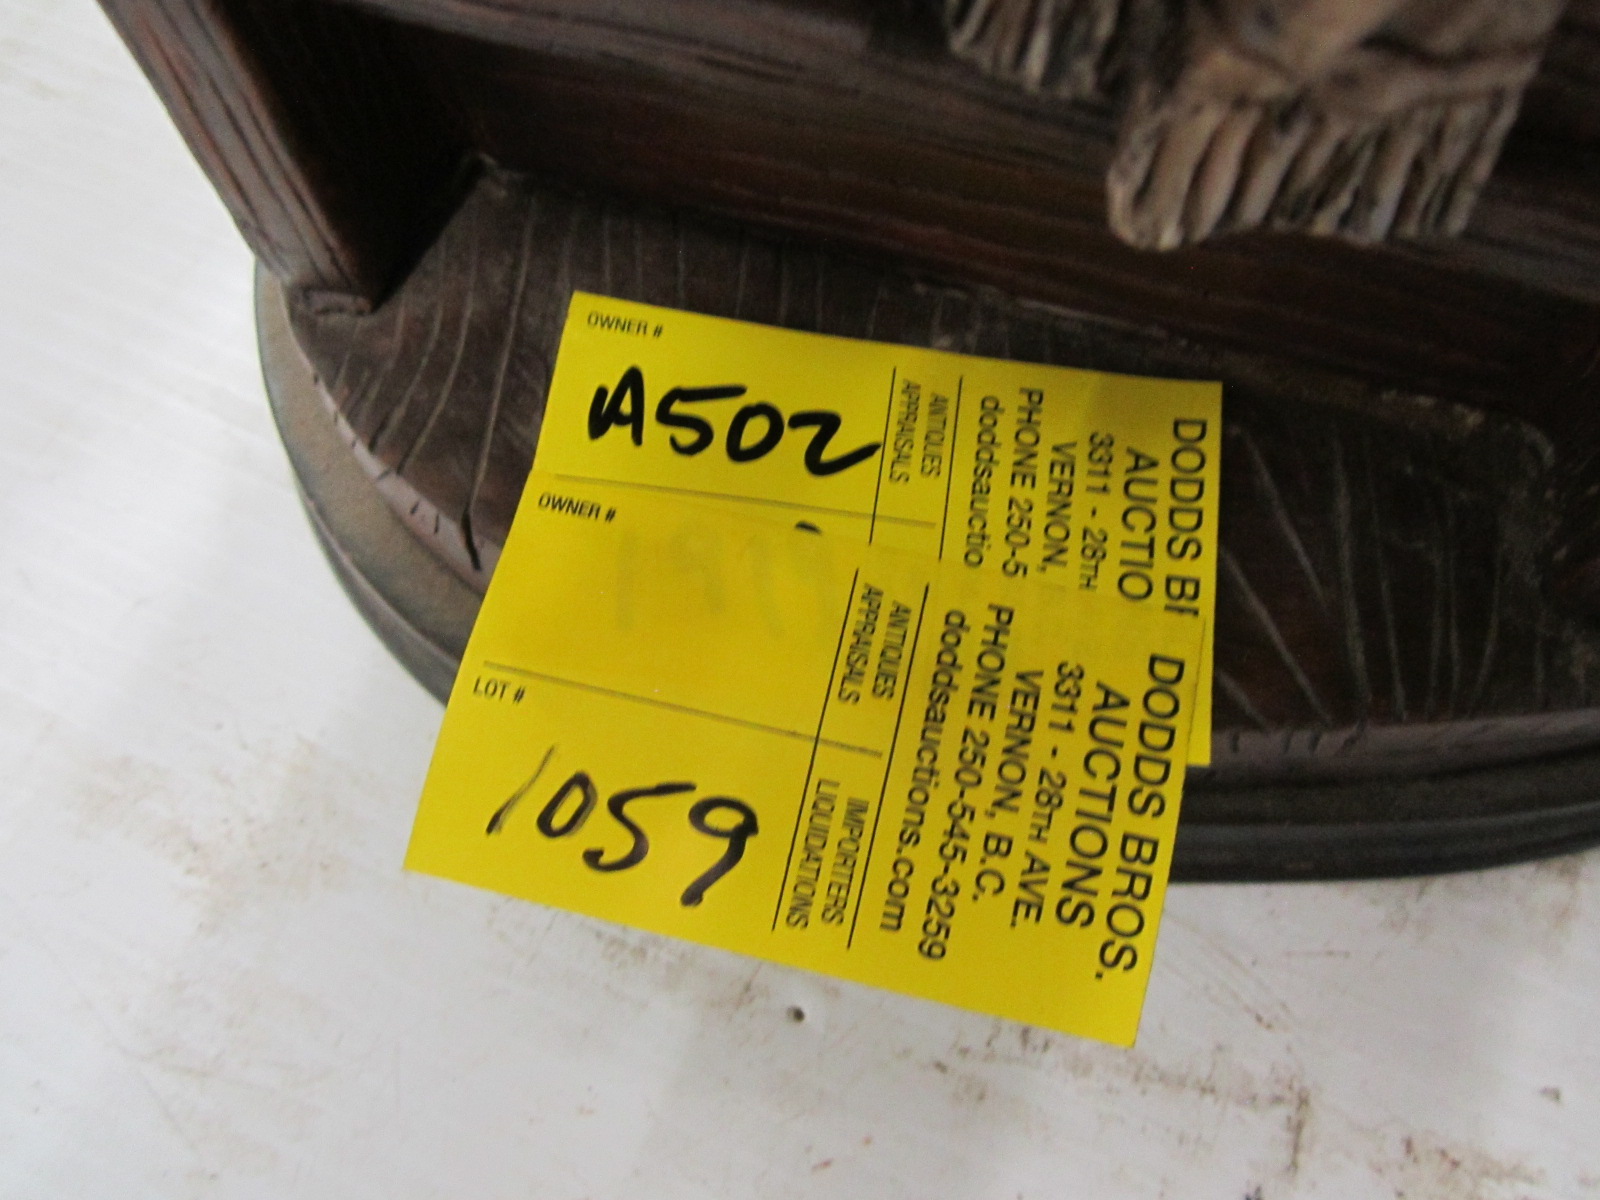 OWNER #
A502
ANTIQUES
APPRAISALS
DODDS
AUCTIO
3311 - 28TH
VERNON,
PHONE 250-5
doddsauctio
OWNER #
LOT #
1059
ANTIQUES IMPORTERS
APPRAISALS LIQUIDATIONS
DODDS BROS.
AUCTIONS
3311 - 28TH AVE.
VERNON, B.C.
PHONE 250-545-3259
doddsauctions.com